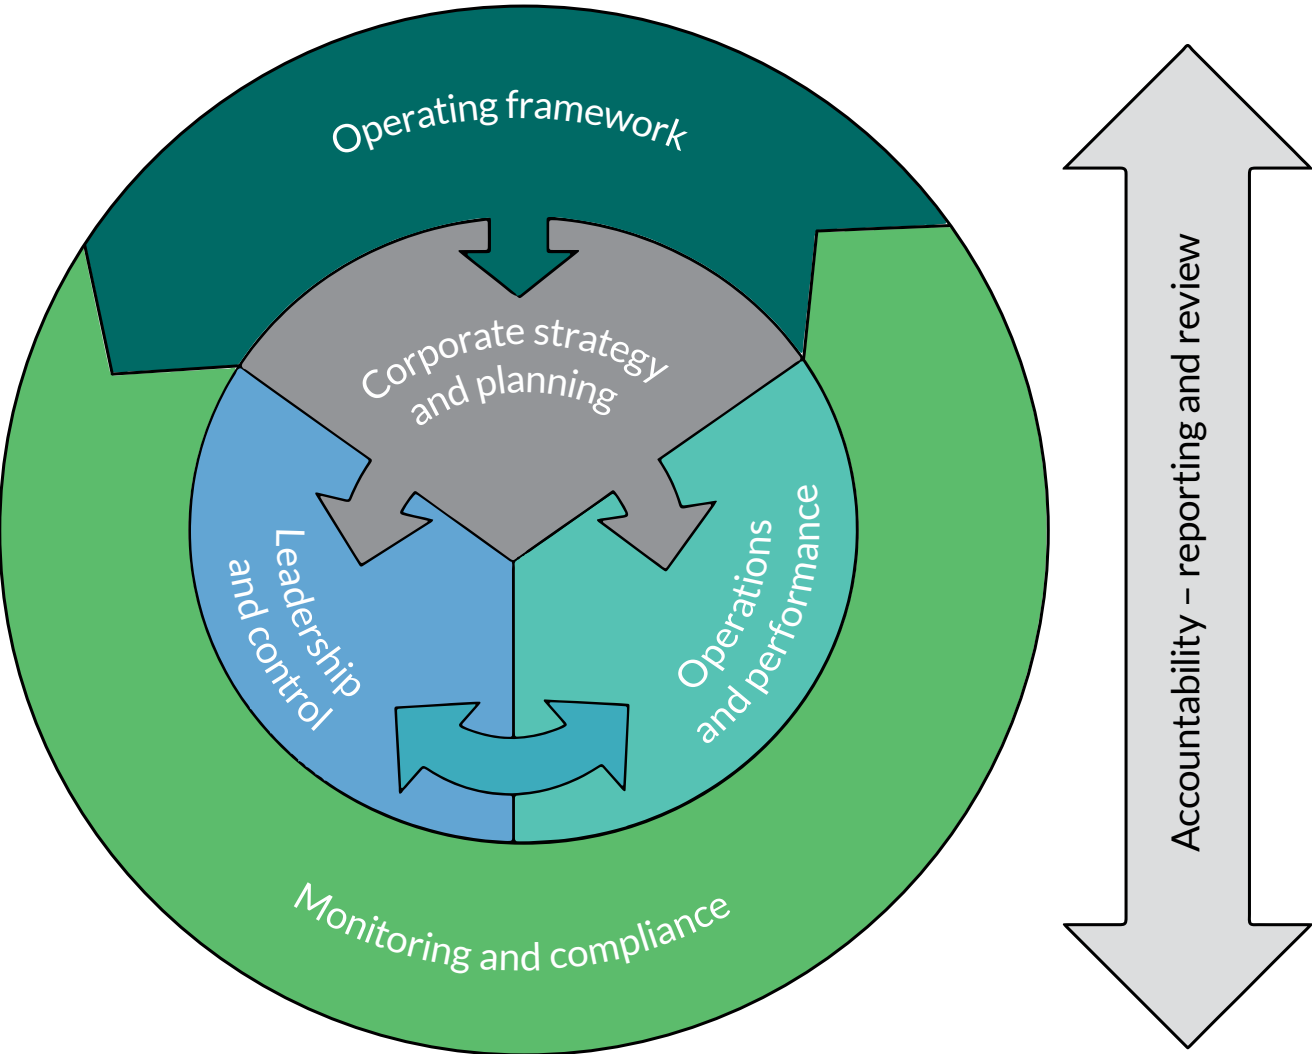 Operating framework
Corporate strategy
and planning
Leadership
and control
Operations
and performance
Monitoring and compliance
Accountability – reporting and review